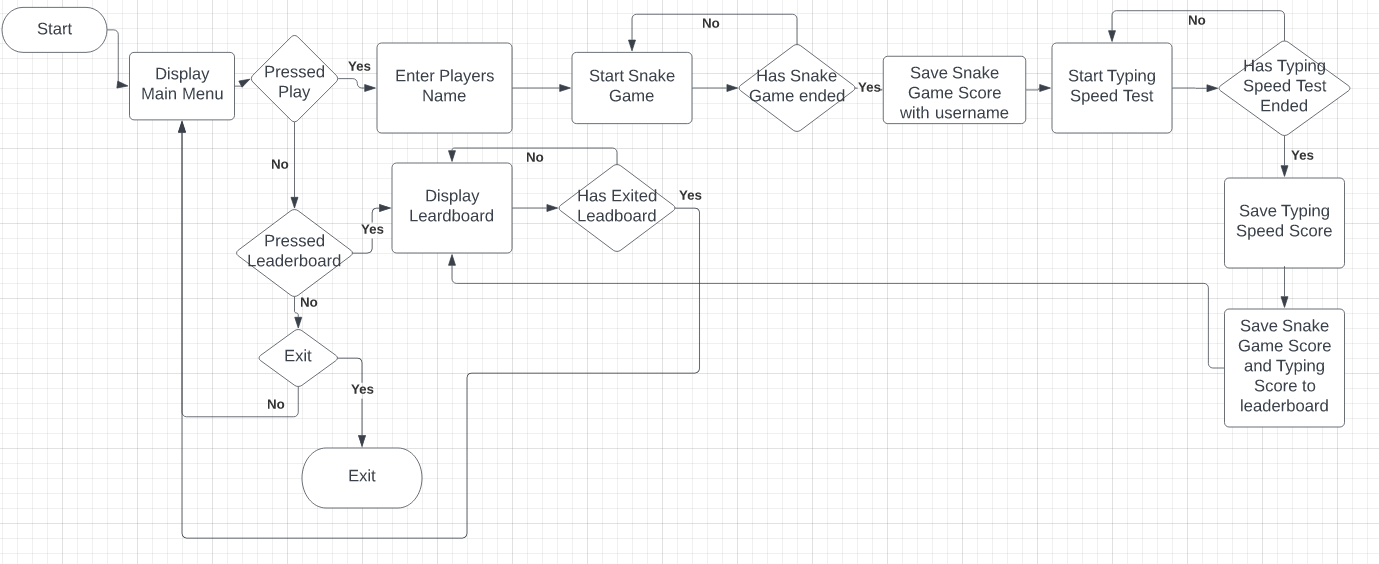 Start
Display
Main Menu
Pressed
Play
Yes
No
Enter Players
Name
Start Snake
Game
No
Has Snake
Game ended
Yes
Save Snake
Game Score
with username
Start Typing
Speed Test
No
Has Typing
Speed Test
Ended
Yes
Save Typing
Speed Score
Save Snake
Game Score
and Typing
Score to
leaderboard
Pressed
Leaderboard
Yes
No
Display
Leardboard
No
Has Exited
Leadboard
Yes
Exit
No
Yes
Exit